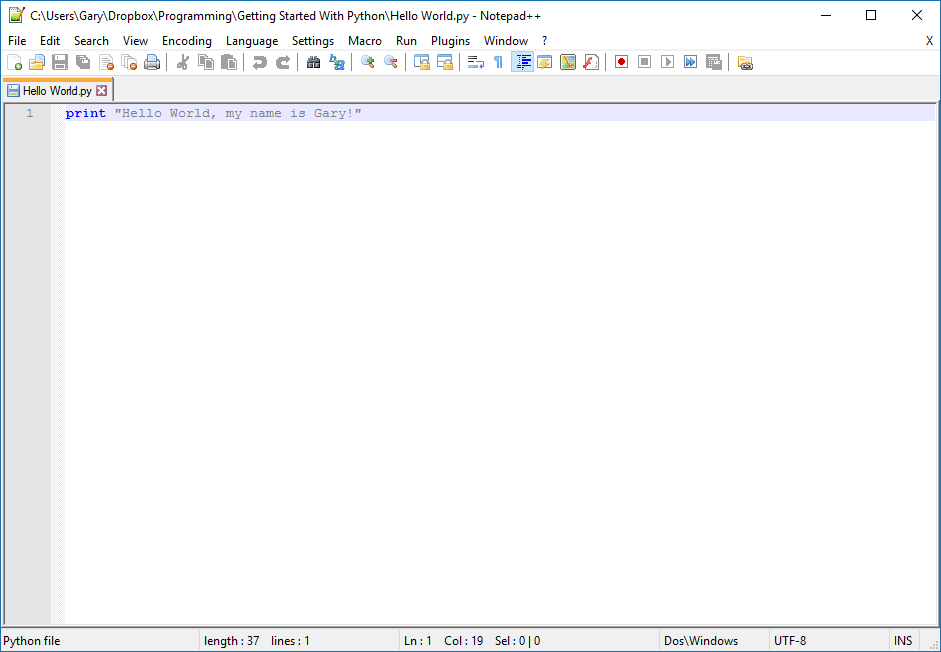 C:\Users\Gary\Dropbox\Programming\Getting Started With Python\Hello World.py - Notepad++
File Edit Search View Encoding Language Settings Macro Run Plugins Window ? X
Hello World.py
1 print "Hello World, my name is Gary!"
Python file length : 37 lines : 1 Ln : 1 Col : 19 Sel : 0 | 0 Dos\Windows UTF-8 INS